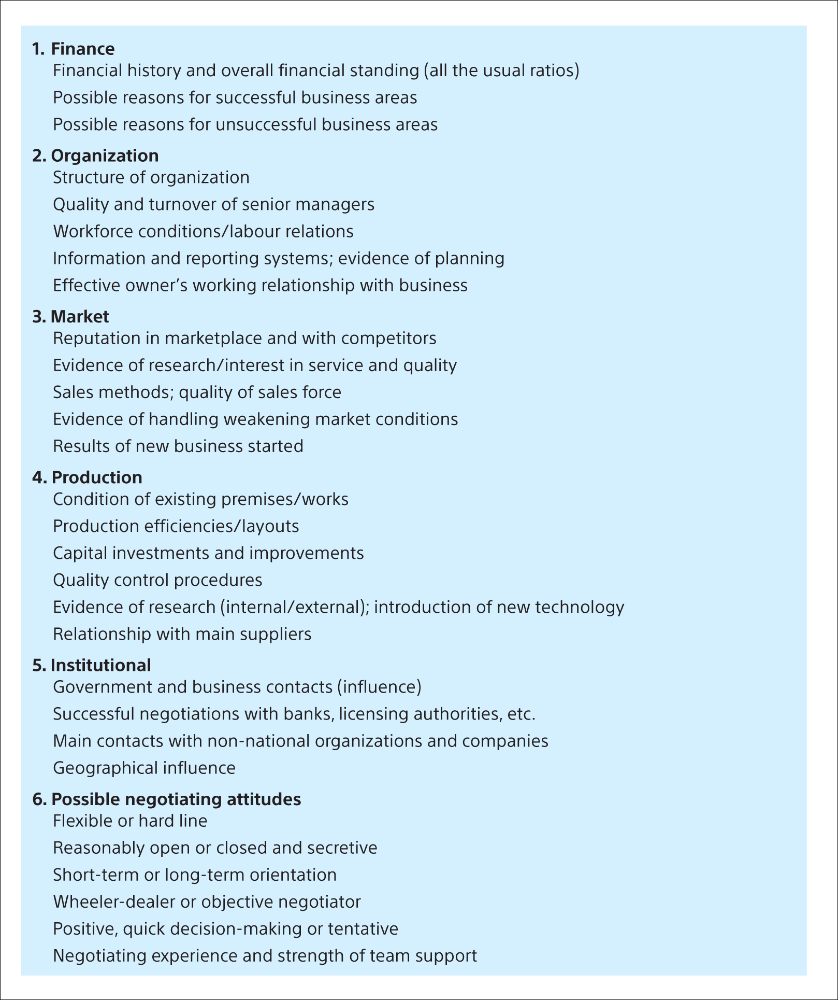 1. Finance
Financial history and overall financial standing (all the usual ratios)
Possible reasons for successful business areas
Possible reasons for unsuccessful business areas
2. Organization
Structure of organization
Quality and turnover of senior managers
Workforce conditions/labour relations
Information and reporting systems; evidence of planning
Effective owner’s working relationship with business
3. Market
Reputation in marketplace and with competitors
Evidence of research/interest in service and quality
Sales methods; quality of sales force
Evidence of handling weakening market conditions
Results of new business started
4. Production
Condition of existing premises/works
Production efficiencies/layouts
Capital investments and improvements
Quality control procedures
Evidence of research (internal/external); introduction of new technology
Relationship with main suppliers
5. Institutional
Government and business contacts (influence)
Successful negotiations with banks, licensing authorities, etc.
Main contacts with non-national organizations and companies
Geographical influence
6. Possible negotiating attitudes
Flexible or hard line
Reasonably open or closed and secretive
Short-term or long-term orientation
Wheeler-dealer or objective negotiator
Positive, quick decision-making or tentative
Negotiating experience and strength of team support